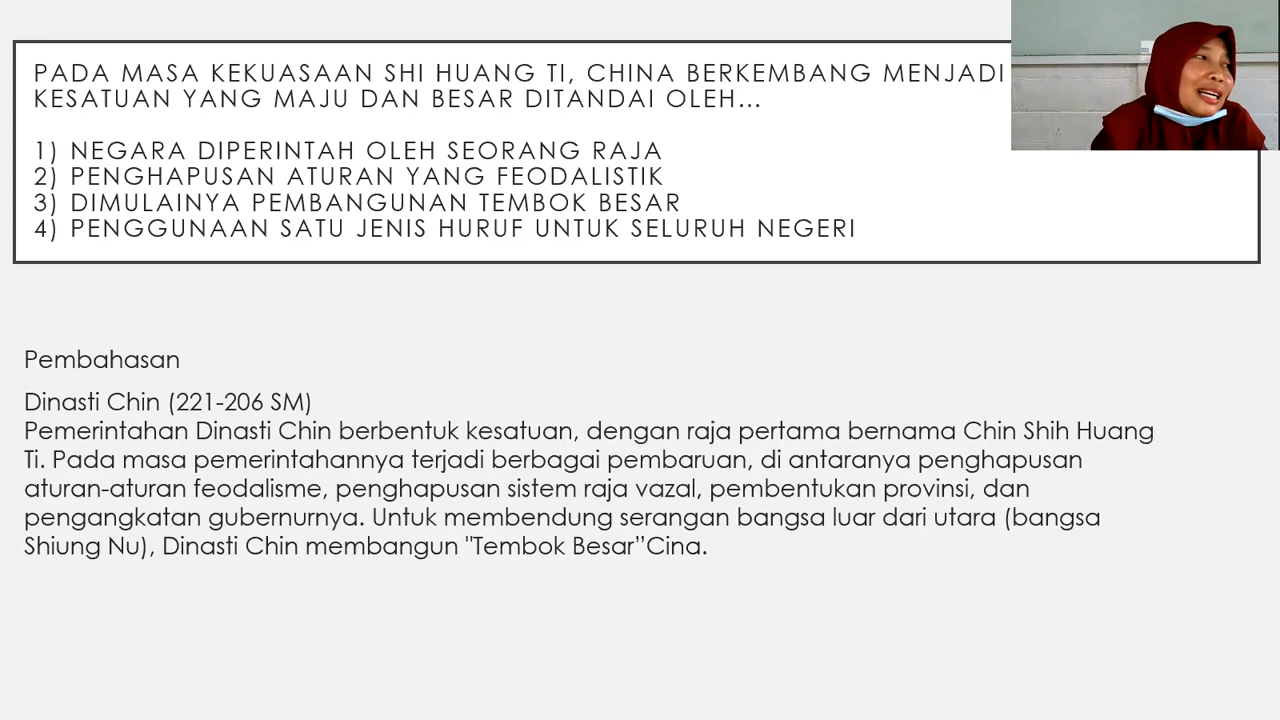 PADA MASA KEKUASAAN SHI HUANG TI, CHINA BERKEMBANG MENJADI
KESATUAN YANG MAJU DAN BESAR DITANDAI OLEH...
1) NEGARA DIPERINTAH OLEH SEORANG RAJA
2) PENGHAPUSAN ATURAN YANG FEODALISTIK
3) DIMULAINYA PEMBANGUNAN TEMBOK BESAR
4) PENGGUNAAN SATU JENIS HURUF UNTUK SELURUH NEGERI
Pembahasan
Dinasti Chin (221-206 SM)
Pemerintahan Dinasti Chin berbentuk kesatuan, dengan raja pertama bernama Chin Shih Huang
Ti. Pada masa pemerintahannya terjadi berbagai pembaruan, di antaranya penghapusan
aturan-aturan feodalisme, penghapusan sistem raja vazal, pembentukan provinsi, dan
pengangkatan gubernurnya. Untuk membendung serangan bangsa luar dari utara (bangsa
Shiung Nu), Dinasti Chin membangun "Tembok Besar”Cina.